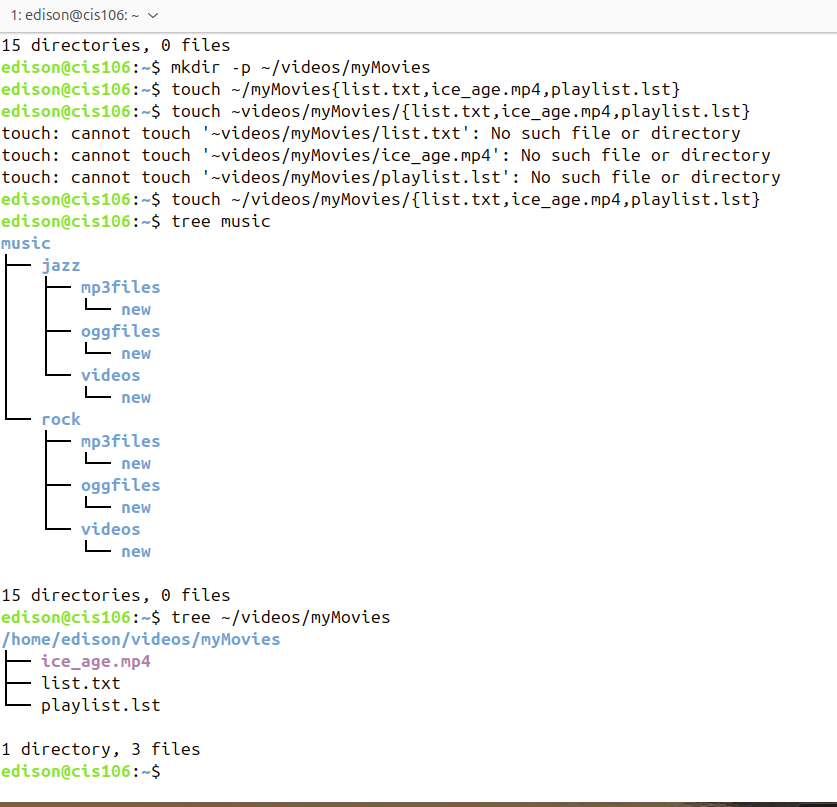 1: edison@cis106: ~
15 directories, 0 files
edison@cis106:~$ mkdir -p ~/videos/myMovies
edison@cis106:~$ touch ~/myMovies{list.txt,ice_age.mp4,playlist.lst}
edison@cis106:~$ touch ~videos/myMovies/{list.txt,ice_age.mp4,playlist.lst}
touch: cannot touch '~videos/myMovies/list.txt': No such file or directory
touch: cannot touch '~videos/myMovies/ice_age.mp4': No such file or directory
touch: cannot touch '~videos/myMovies/playlist.lst': No such file or directory
edison@cis106:~$ touch ~/videos/myMovies/{list.txt,ice_age.mp4,playlist.lst}
edison@cis106:~$ tree music
music
├── jazz
│   ├── mp3files
│   │   └── new
│   ├── oggfiles
│   │   └── new
│   └── videos
│       └── new
└── rock
    ├── mp3files
    │   └── new
    ├── oggfiles
    │   └── new
    └── videos
        └── new
15 directories, 0 files
edison@cis106:~$ tree ~/videos/myMovies
/home/edison/videos/myMovies
├── ice_age.mp4
├── list.txt
└── playlist.lst
1 directory, 3 files
edison@cis106:~$